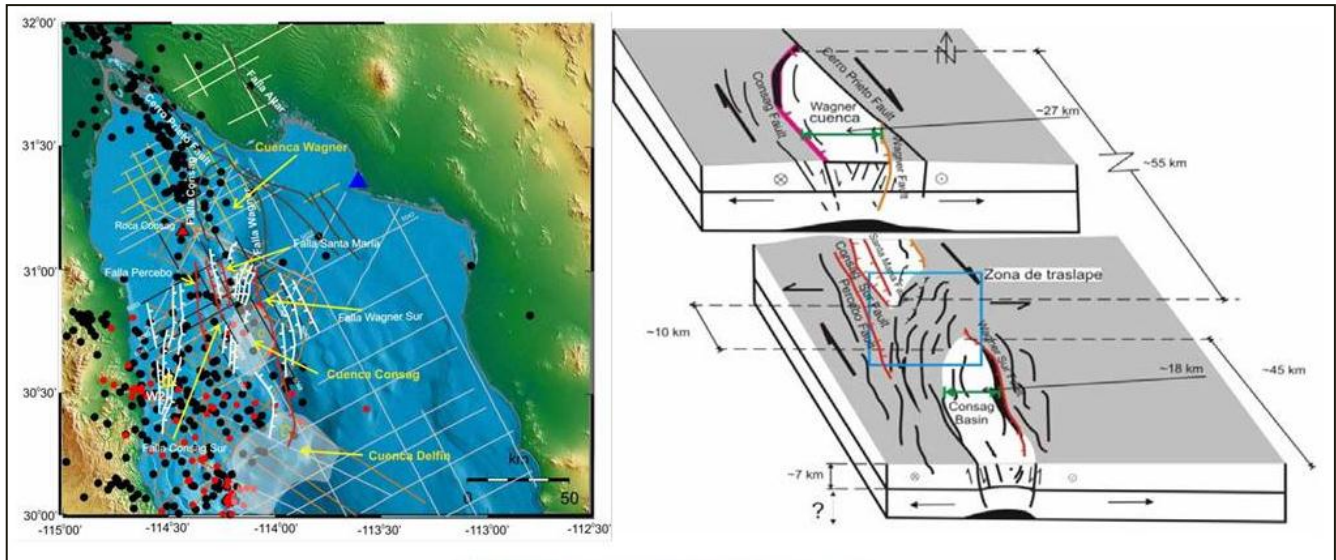 32°00'
31°30'
31°00'
30°30'
30°00'
-115°00'
-114°30'
-114°00'
-113°30'
-113°00'
-112°30'
Falla Altar
Cerro Prieto Fault
Cuenca Wagner
Falla Consag
Falla Wagner
Roca Consag
Falla Santa María
Falla Percebo
Falla Wagner Sur
Cuenca Consag
Falla Consag Sur
Cuenca Delfín
km
0
50
N
Cerro Prieto Fault
Consag Fault
Wagner
cuenca
Wagner Fault
~27 km
~55 km
Zona de traslape
Consag Sur Fault
Percebo Fault
~10 km
Wagner Sur
Consag
Basin
~18 km
~45 km
~7 km
?